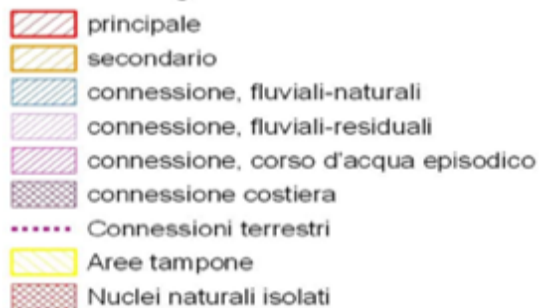 principale
secondario
connessione, fluviali-naturali
connessione, fluviali-residuali
connessione, corso d'acqua episodico
connessione costiera
Connessioni terrestri
Aree tampone
Nuclei naturali isolati